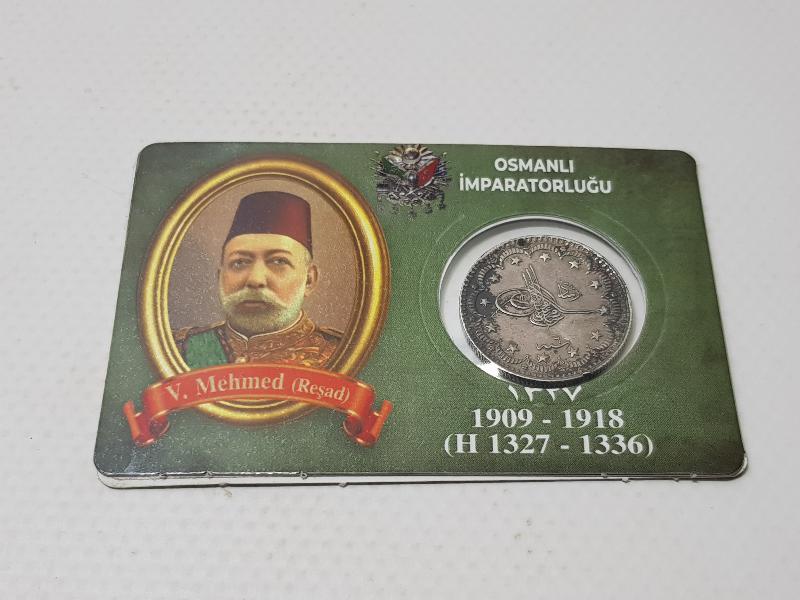 OSMANLI
İMPARATORLUĞU
V. Mehmed (Reşad)
١٣٢٧
1909 - 1918
(H 1327 - 1336)